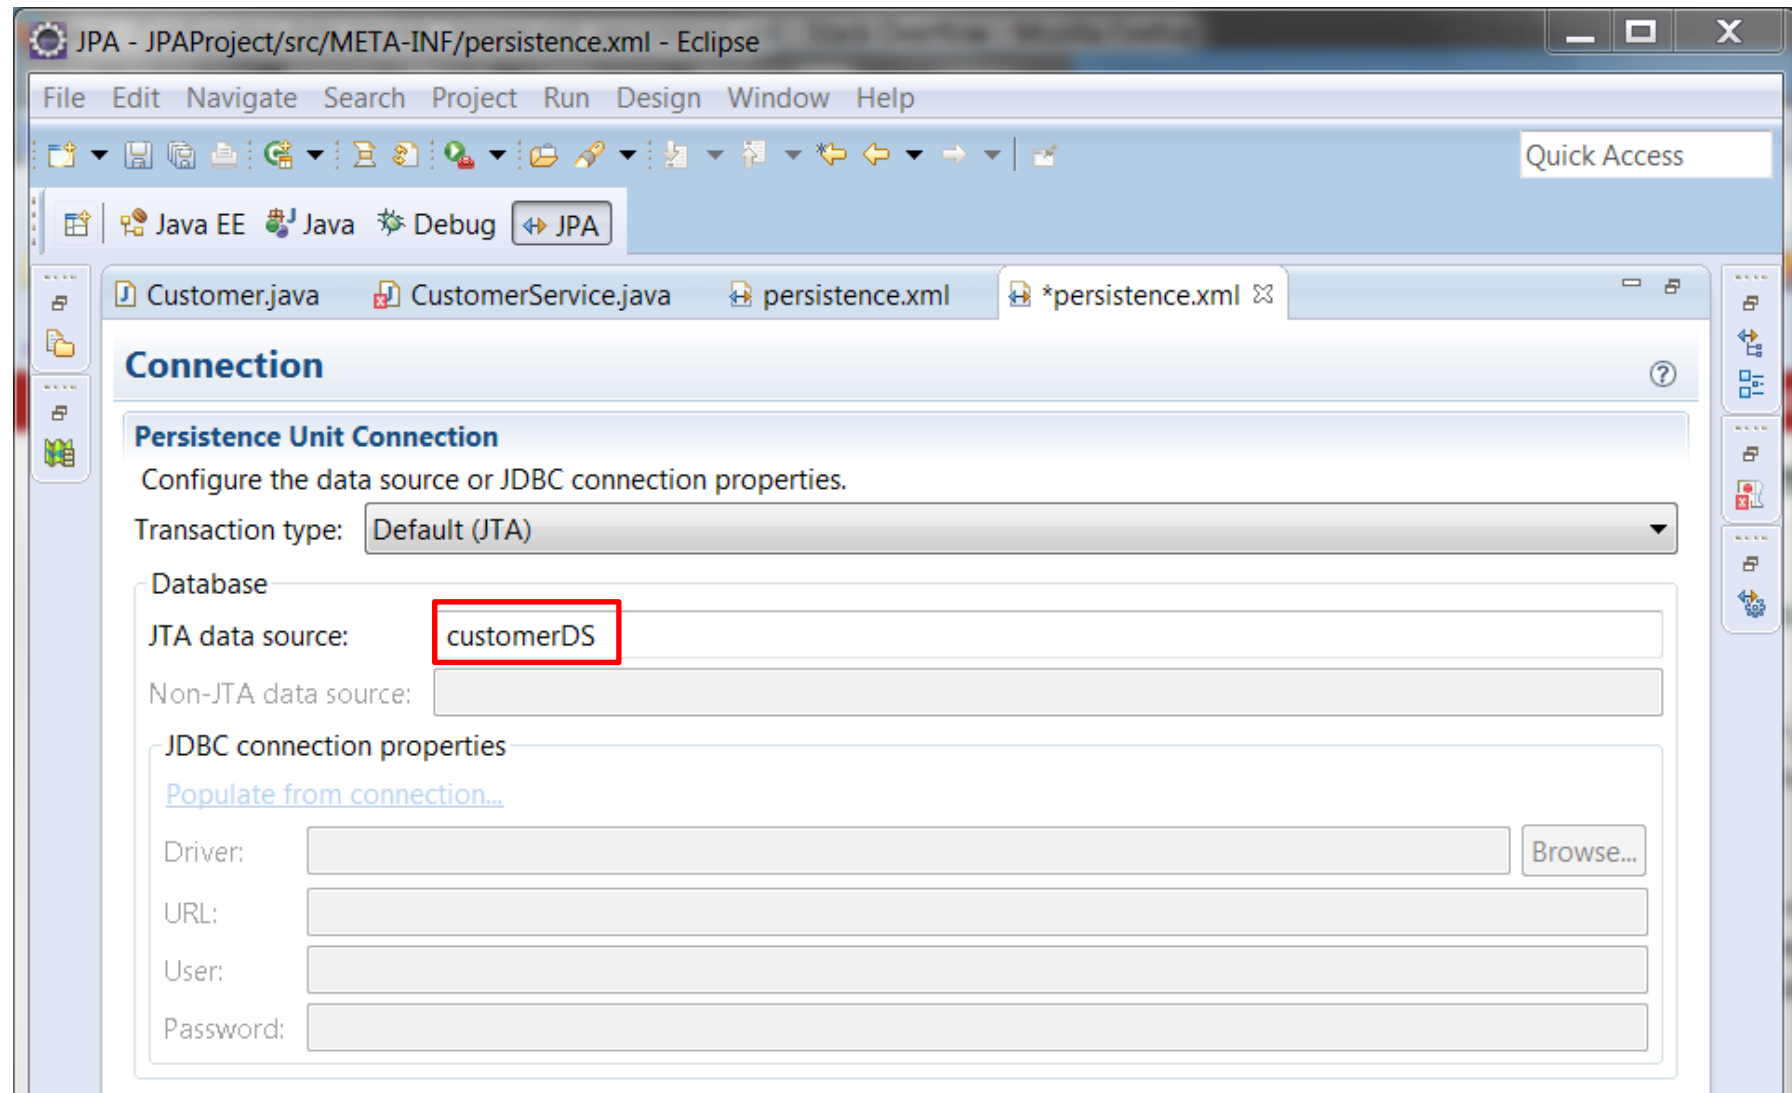 JPA - JPAProject/src/META-INF/persistence.xml - Eclipse
File Edit Navigate Search Project Run Design Window Help
Quick Access
Java EE Java Debug JPA
Customer.java CustomerService.java persistence.xml *persistence.xml
Connection
Persistence Unit Connection
Configure the data source or JDBC connection properties.
Transaction type: Default (JTA)
Database
JTA data source: customerDS
Non-JTA data source:
JDBC connection properties
Populate from connection...
Driver: Browse...
URL:
User:
Password: